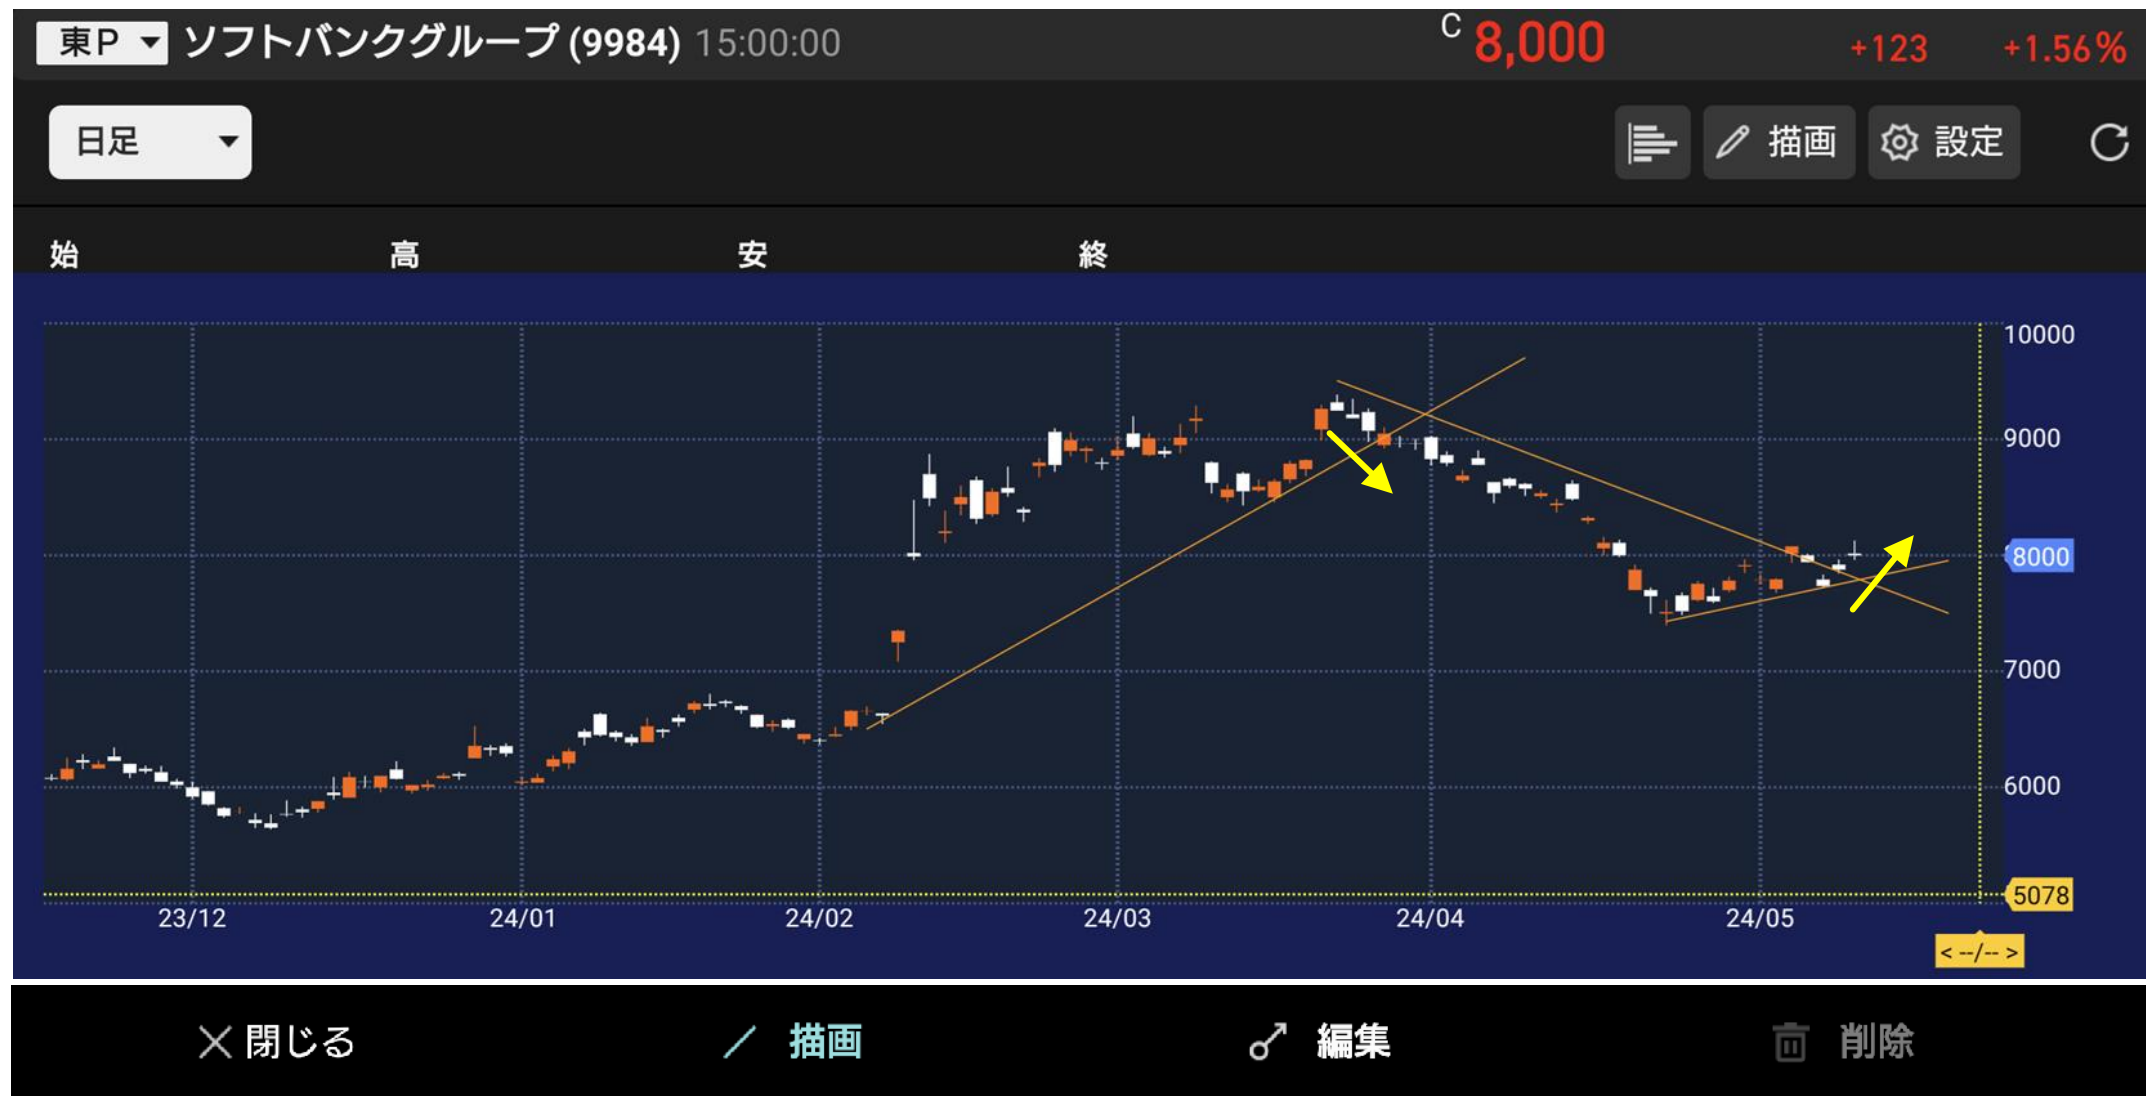 東P ソフトバンクグループ (9984) 15:00:00 C 8,000 +123 +1.56%
日足 描画 設定
始 高 安 終
10000
9000
8000
7000
6000
5078
23/12 24/01 24/02 24/03 24/04 24/05
< --/-- >
閉じる 描画 編集 削除